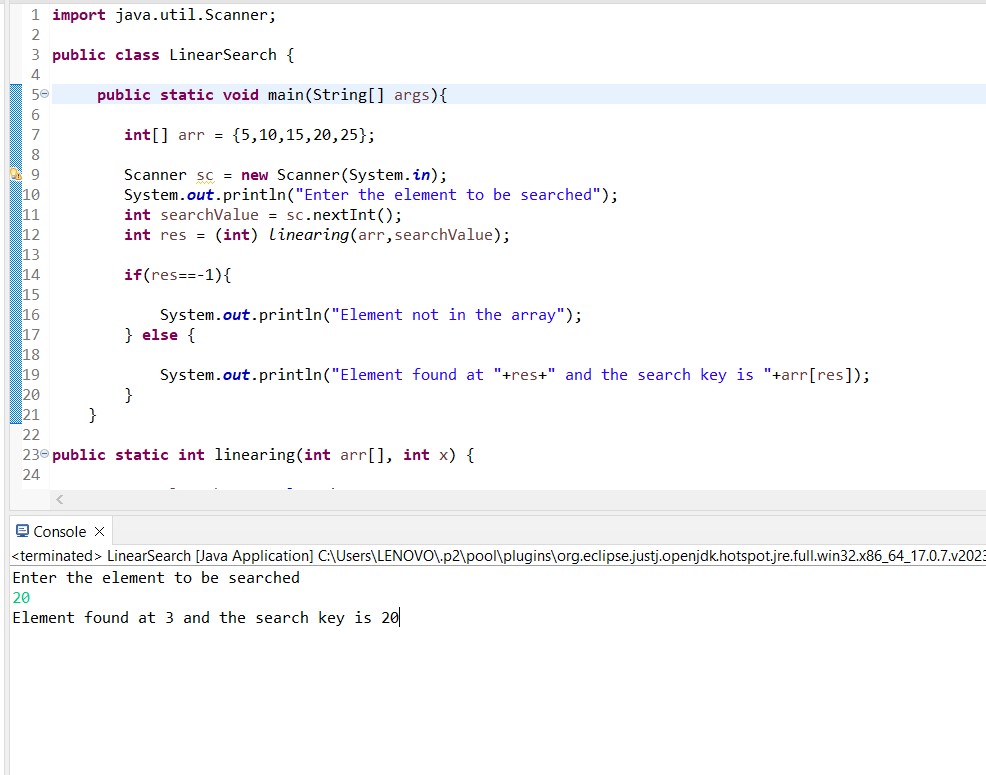 1 import java.util.Scanner;
2
3 public class LinearSearch {
4
5 public static void main(String[] args){
6
7 int[] arr = {5,10,15,20,25};
8
9 Scanner sc = new Scanner(System.in);
10 System.out.println("Enter the element to be searched");
11 int searchValue = sc.nextInt();
12 int res = (int) linearing(arr,searchValue);
13
14 if(res==-1){
15
16 System.out.println("Element not in the array");
17 } else {
18
19 System.out.println("Element found at "+res+" and the search key is "+arr[res]);
20 }
21 }
22
23 public static int linearing(int arr[], int x) {
24
Console
<terminated> LinearSearch [Java Application] C:\Users\LENOVO\.p2\pool\plugins\org.eclipse.justj.openjdk.hotspot.jre.full.win32.x86_64_17.0.7.v2023
Enter the element to be searched
20
Element found at 3 and the search key is 20